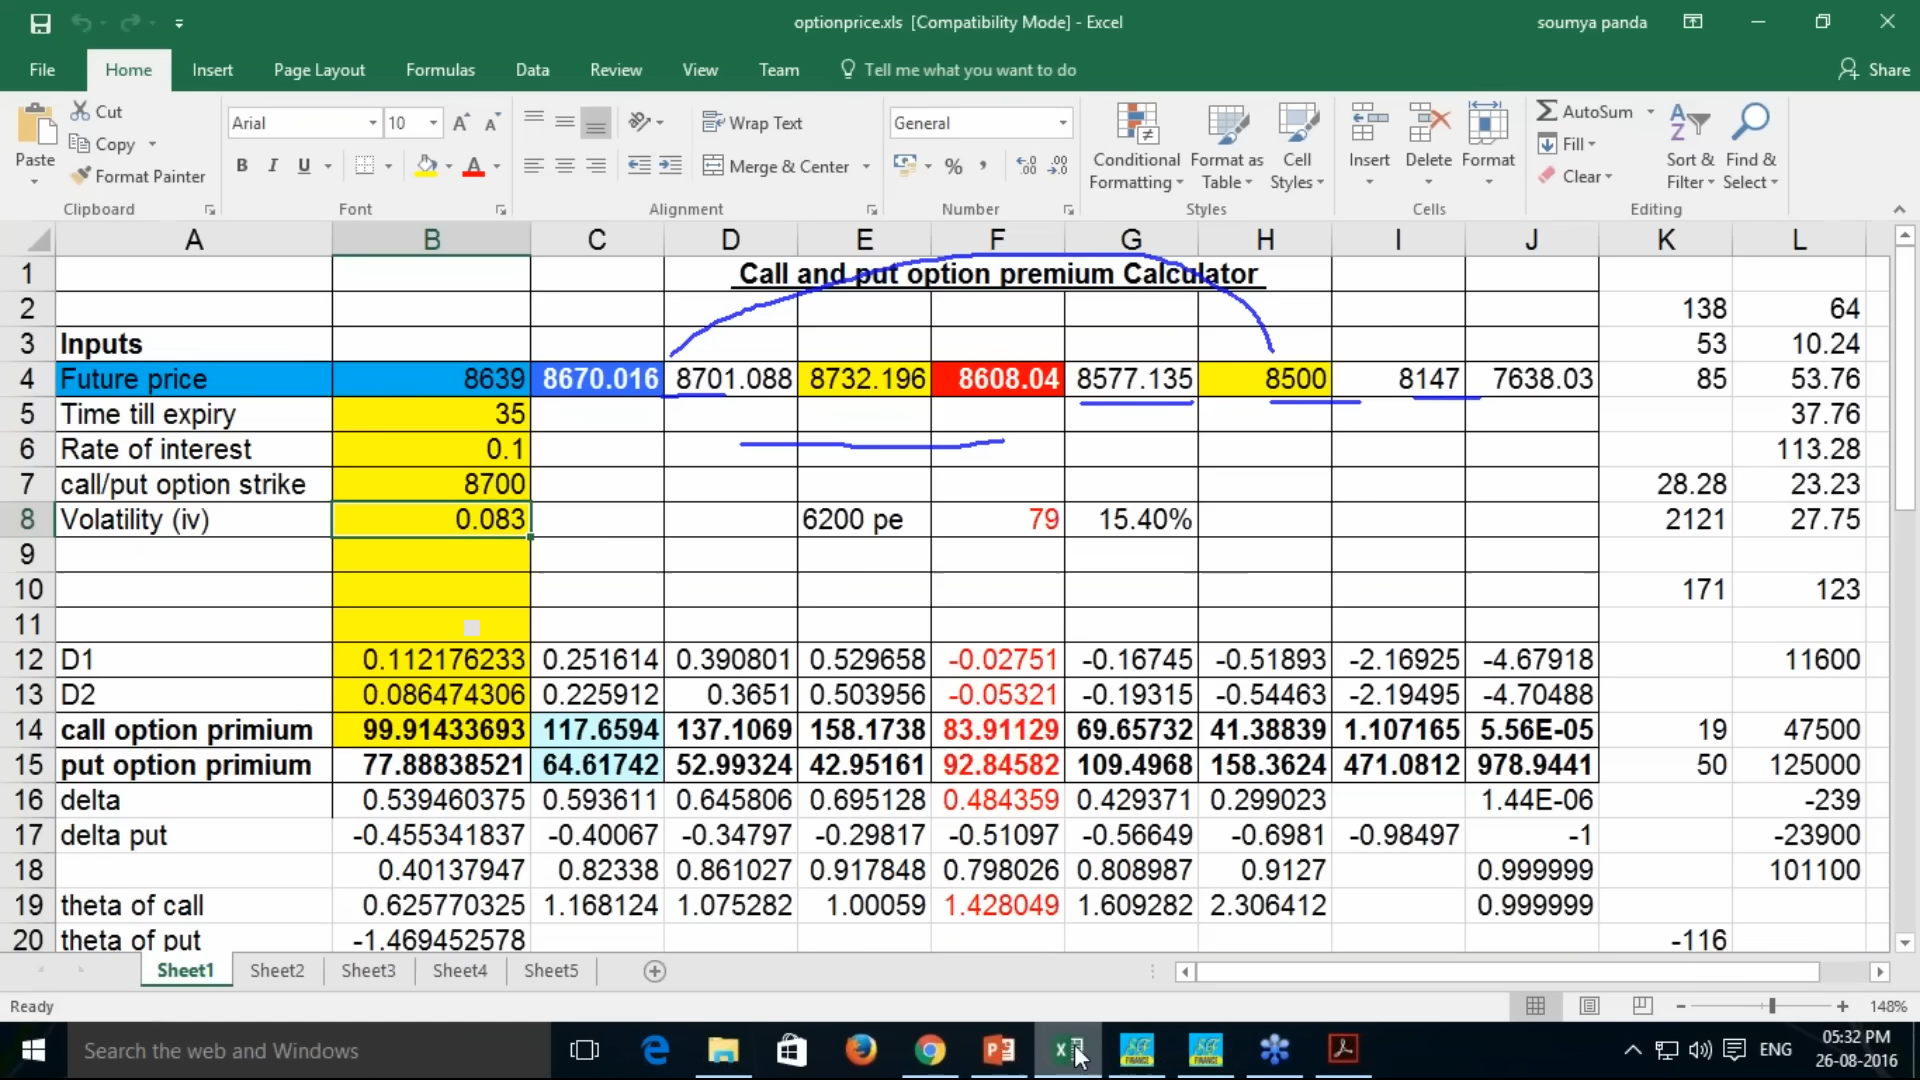 optionprice.xls [Compatibility Mode] - Excel
soumya panda
File Home Insert Page Layout Formulas Data Review View Team Tell me what you want to do Share
Cut
Copy
Format Painter
Paste
Clipboard
Arial 10
B I U
Font
Wrap Text
Merge & Center
Alignment
General
%
Number
Conditional Formatting
Format as Table
Cell Styles
Styles
Insert Delete Format
Cells
AutoSum
Fill
Clear
Sort & Filter
Find & Select
Editing
A B C D E F G H I J K L
1 Call and put option premium Calculator
2 138 64
3 Inputs 53 10.24
4 Future price 8639 8670.016 8701.088 8732.196 8608.04 8577.135 8500 8147 7638.03 85 53.76
5 Time till expiry 35 37.76
6 Rate of interest 0.1 113.28
7 call/put option strike 8700 28.28 23.23
8 Volatility (iv) 0.083 6200 pe 79 15.40% 2121 27.75
9
10 171 123
11
12 D1 0.112176233 0.251614 0.390801 0.529658 -0.02751 -0.16745 -0.51893 -2.16925 -4.67918 11600
13 D2 0.086474306 0.225912 0.3651 0.503956 -0.05321 -0.19315 -0.54463 -2.19495 -4.70488
14 call option primium 99.91433693 117.6594 137.1069 158.1738 83.91129 69.65732 41.38839 1.107165 5.56E-05 19 47500
15 put option primium 77.88838521 64.61742 52.99324 42.95161 92.84582 109.4968 158.3624 471.0812 978.9441 50 125000
16 delta 0.539460375 0.593611 0.645806 0.695128 0.484359 0.429371 0.299023 1.44E-06 -239
17 delta put -0.455341837 -0.40067 -0.34797 -0.29817 -0.51097 -0.56649 -0.6981 -0.98497 -1 -23900
18 0.40137947 0.82338 0.861027 0.917848 0.798026 0.808987 0.9127 0.999999 101100
19 theta of call 0.625770325 1.168124 1.075282 1.00059 1.428049 1.609282 2.306412 0.999999
20 theta of put -1.469452578 -116
Sheet1 Sheet2 Sheet3 Sheet4 Sheet5
Ready
148%
Search the web and Windows
ENG
05:32 PM
26-08-2016